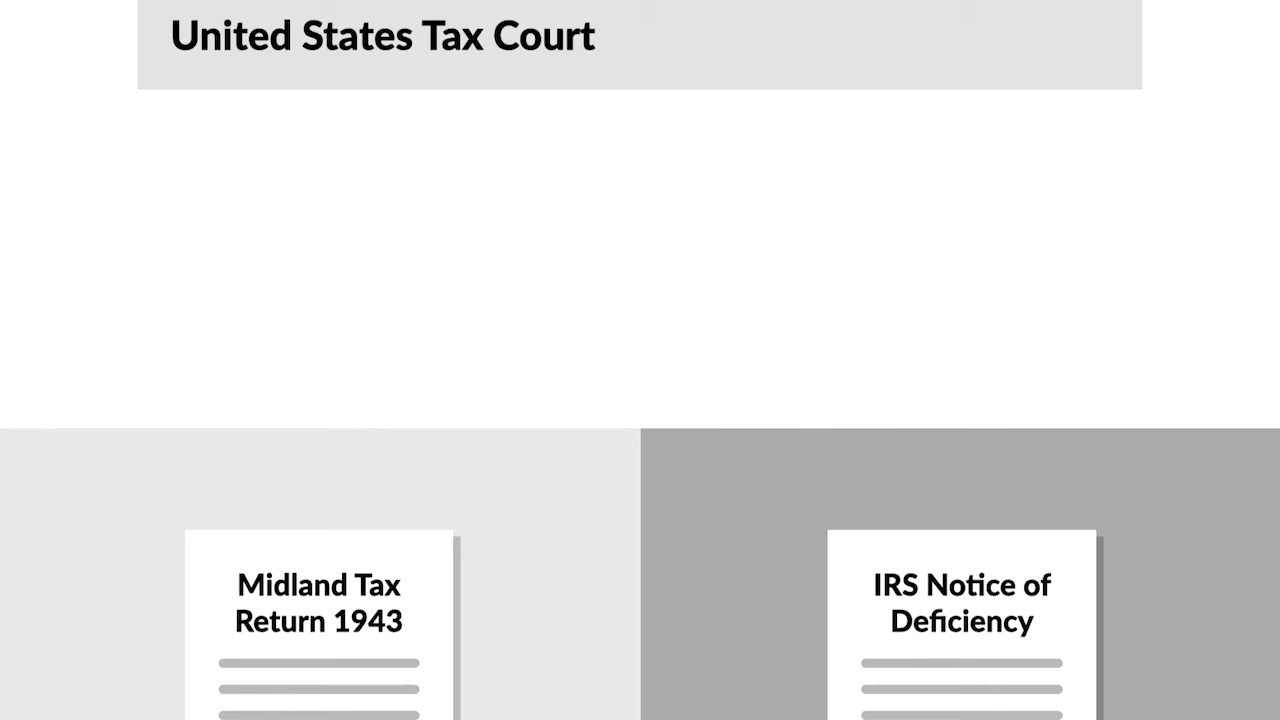 United States Tax Court
Midland Tax
Return 1943
IRS Notice of
Deficiency